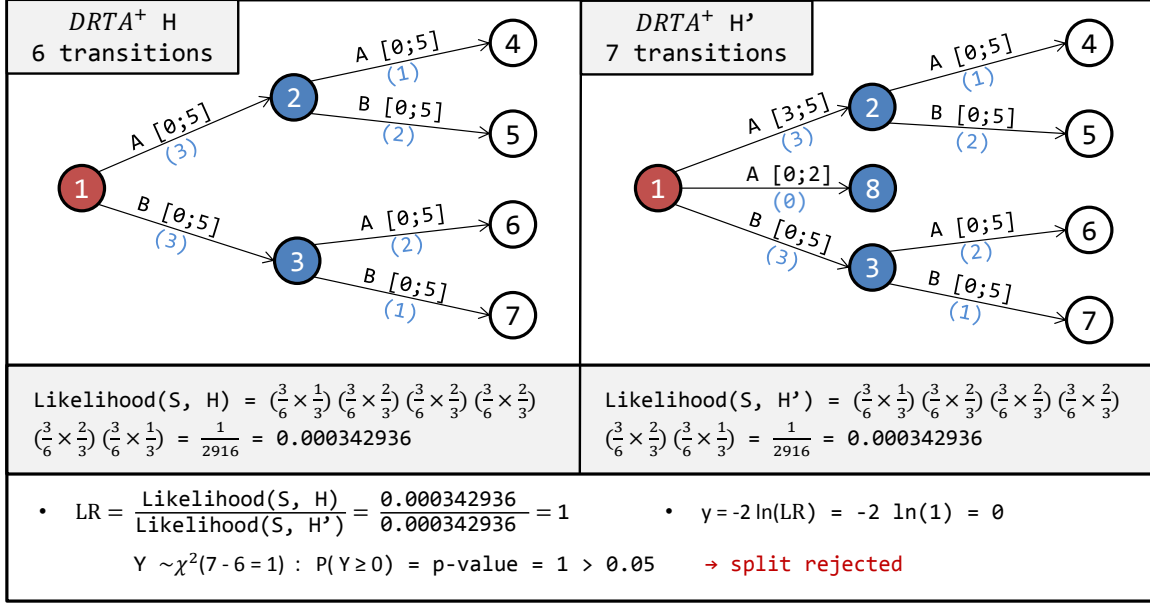 DRTA⁺ H
6 transitions
A [0;5]
(3)
B [0;5]
(3)
A [0;5]
(1)
B [0;5]
(2)
A [0;5]
(2)
B [0;5]
(1)
1
2
3
4
5
6
7
DRTA⁺ H’
7 transitions
A [3;5]
(3)
A [0;2]
(0)
B [0;5]
(3)
A [0;5]
(1)
B [0;5]
(2)
A [0;5]
(2)
B [0;5]
(1)
1
2
8
3
4
5
6
7
Likelihood(S, H) = (3/6 × 1/3) (3/6 × 2/3) (3/6 × 2/3) (3/6 × 2/3)
(3/6 × 2/3) (3/6 × 1/3) = 1/2916 = 0.000342936
Likelihood(S, H’) = (3/6 × 1/3) (3/6 × 2/3) (3/6 × 2/3) (3/6 × 2/3)
(3/6 × 2/3) (3/6 × 1/3) = 1/2916 = 0.000342936
• LR = Likelihood(S, H) / Likelihood(S, H’) = 0.000342936 / 0.000342936 = 1
• y = -2 ln(LR) = -2 ln(1) = 0
Y ~χ²(7 - 6 = 1) : P( Y ≥ 0) = p-value = 1 > 0.05 → split rejected